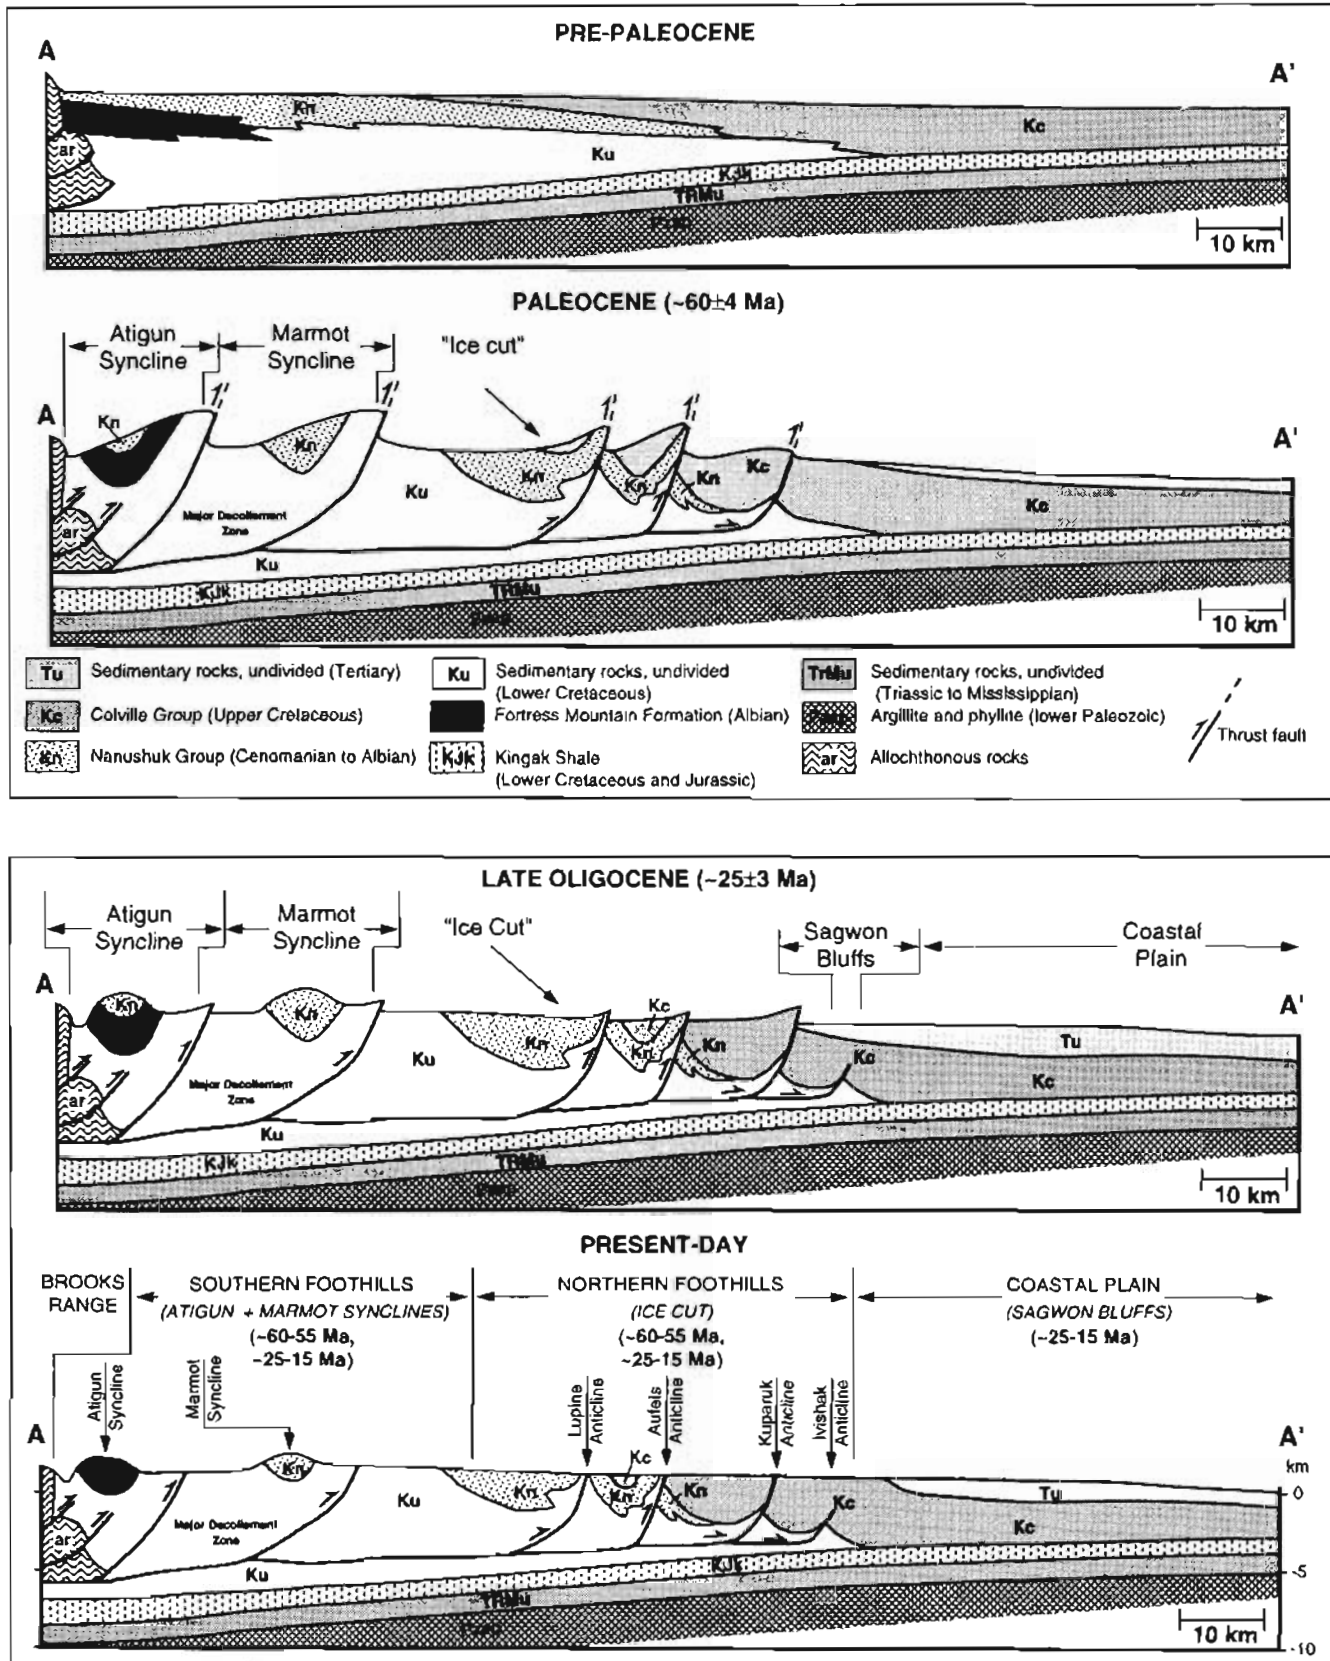 PRE-PALEOCENE
A
A'
Kn
Kc
ar
Ku
KJk
TRMu
10 km
PALEOCENE (~60±4 Ma)
Atigun
Syncline
Marmot
Syncline
"Ice cut"
A
A'
Kn
Kn
Kn
Kn
Kn
Kc
Kc
Ku
Major Decollement
Zone
ar
Ku
KJk
TRMu
10 km
Tu Sedimentary rocks, undivided (Tertiary)
Kc Colville Group (Upper Cretaceous)
Kn Nanushuk Group (Cenomanian to Albian)
Ku Sedimentary rocks, undivided
(Lower Cretaceous)
Fortress Mountain Formation (Albian)
KJk Kingak Shale
(Lower Cretaceous and Jurassic)
TrMu Sedimentary rocks, undivided
(Triassic to Mississippian)
Argillite and phyllite (lower Paleozoic)
ar Allochthonous rocks
Thrust fault
LATE OLIGOCENE (~25±3 Ma)
Atigun
Syncline
Marmot
Syncline
"Ice Cut"
Sagwon
Bluffs
Coastal
Plain
A
A'
Kn
Kn
Kn
Kc
Kn
Kn
Kc
Tu
Kc
Ku
Major Decollement
Zone
ar
Ku
KJk
TRMu
10 km
PRESENT-DAY
BROOKS
RANGE
SOUTHERN FOOTHILLS
(ATIGUN + MARMOT SYNCLINES)
(~60-55 Ma,
~25-15 Ma)
NORTHERN FOOTHILLS
(ICE CUT)
(~60-55 Ma,
~25-15 Ma)
COASTAL PLAIN
(SAGWON BLUFFS)
(~25-15 Ma)
Atigun
Syncline
Marmot
Syncline
Lupine
Anticline
Aufeis
Anticline
Kuparuk
Anticline
Ivishak
Anticline
A
A'
km
0
-5
-10
Kn
Kn
Kc
Kn
Kn
Kc
Tu
Kc
Ku
Major Decollement
Zone
ar
Ku
KJk
TRMu
10 km